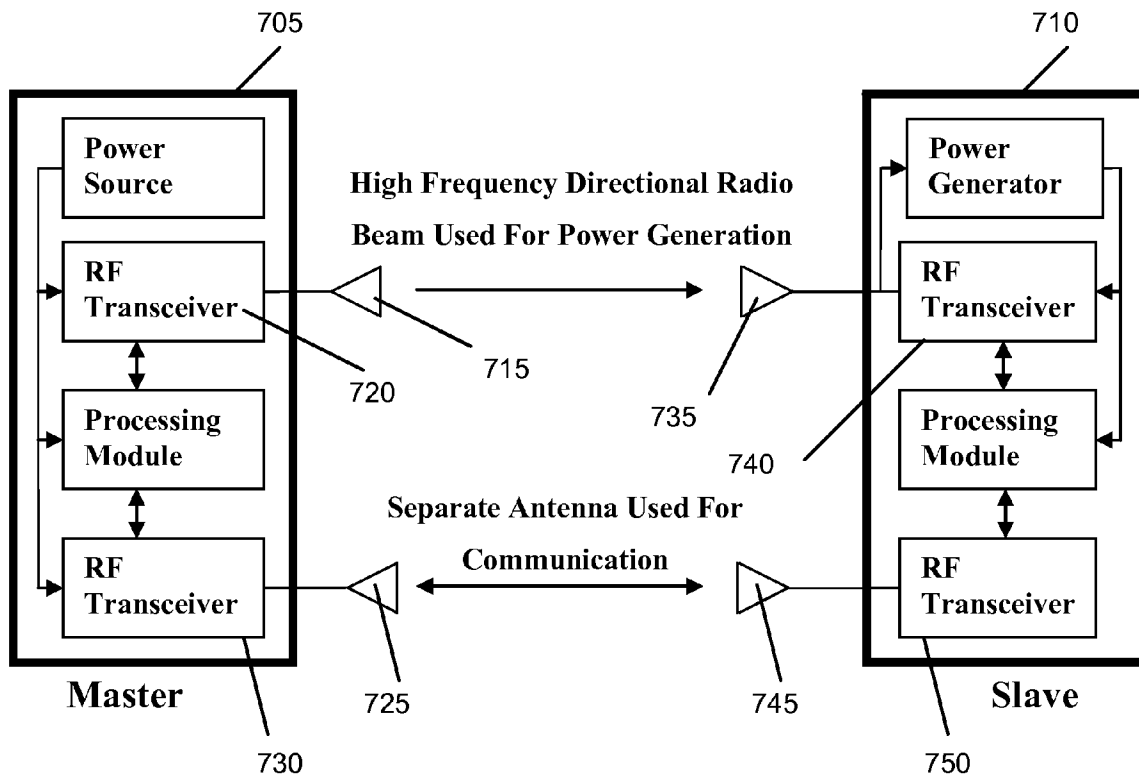 705
710
Power
Source
RF
Transceiver
Processing
Module
RF
Transceiver
Master
High Frequency Directional Radio
Beam Used For Power Generation
715
720
735
740
Separate Antenna Used For
Communication
725
745
730
750
Power
Generator
RF
Transceiver
Processing
Module
RF
Transceiver
Slave